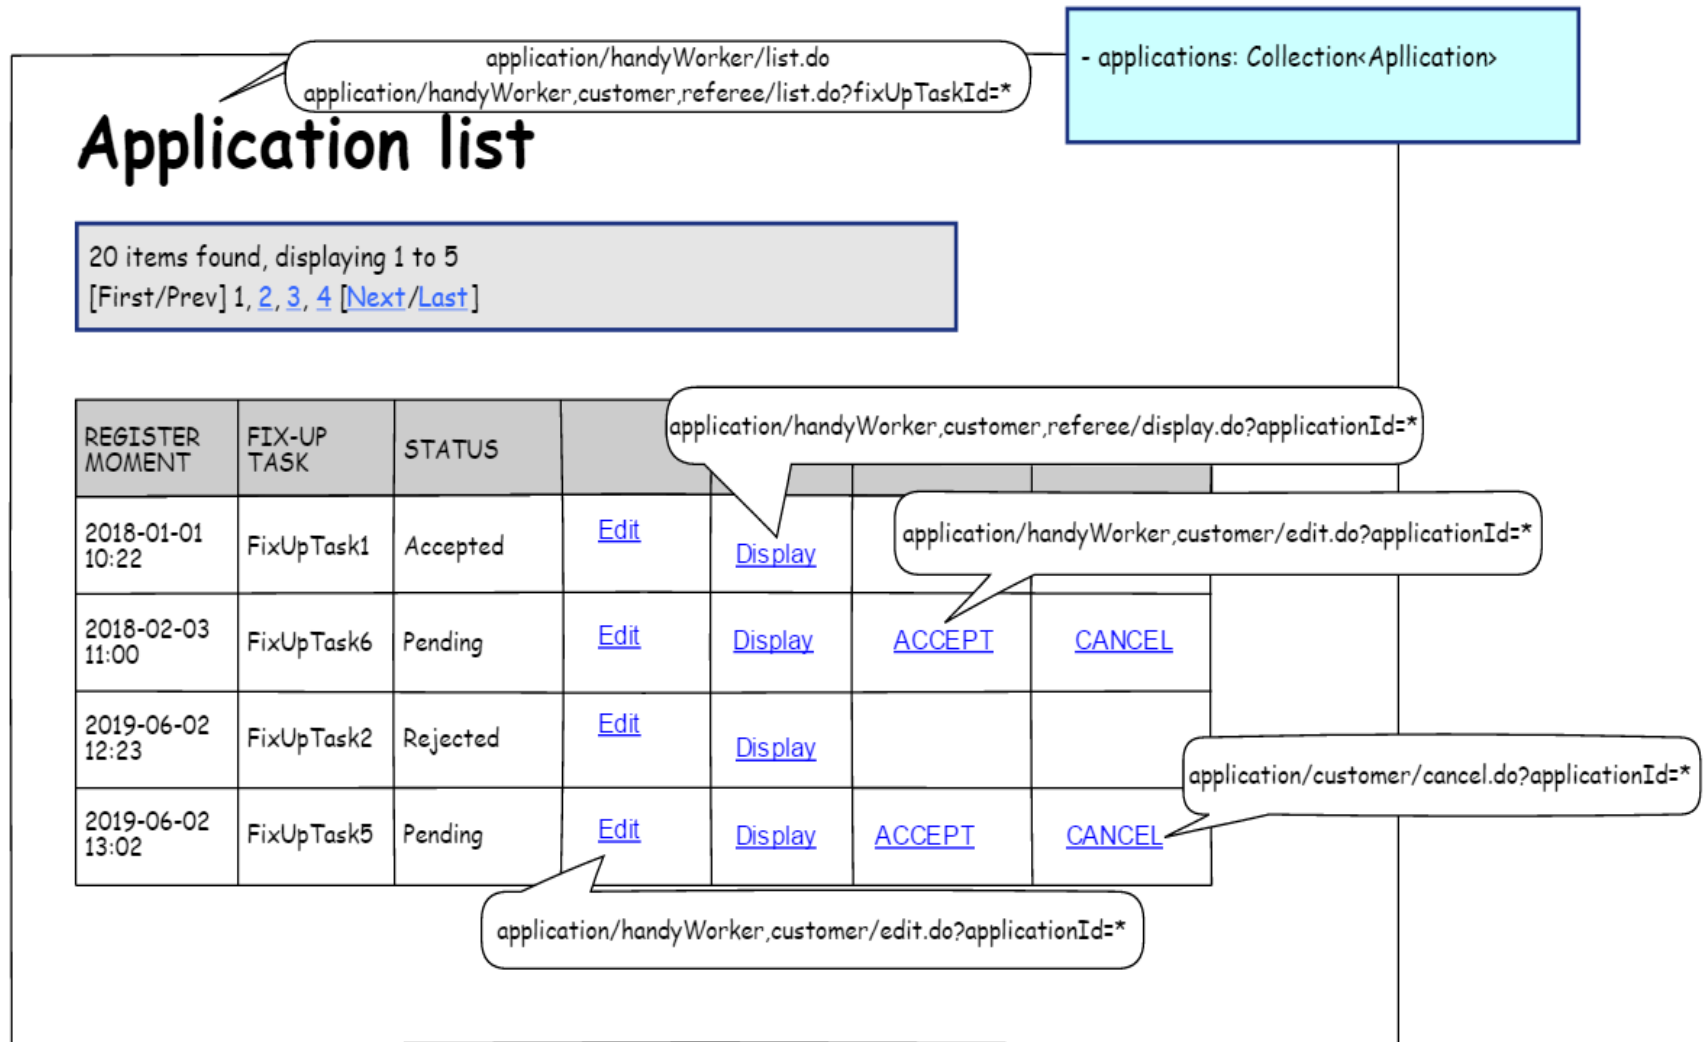 application/handyWorker/list.do
application/handyWorker,customer,referee/list.do?fixUpTaskId=*
- applications: Collection<Apllication>
Application list
20 items found, displaying 1 to 5
[First/Prev] 1, 2, 3, 4 [Next/Last]
REGISTER
MOMENT
FIX-UP
TASK
STATUS
application/handyWorker,customer,referee/display.do?applicationId=*
2018-01-01
10:22
FixUpTask1
Accepted
Edit
Display
application/handyWorker,customer/edit.do?applicationId=*
2018-02-03
11:00
FixUpTask6
Pending
Edit
Display
ACCEPT
CANCEL
2019-06-02
12:23
FixUpTask2
Rejected
Edit
Display
application/customer/cancel.do?applicationId=*
2019-06-02
13:02
FixUpTask5
Pending
Edit
Display
ACCEPT
CANCEL
application/handyWorker,customer/edit.do?applicationId=*